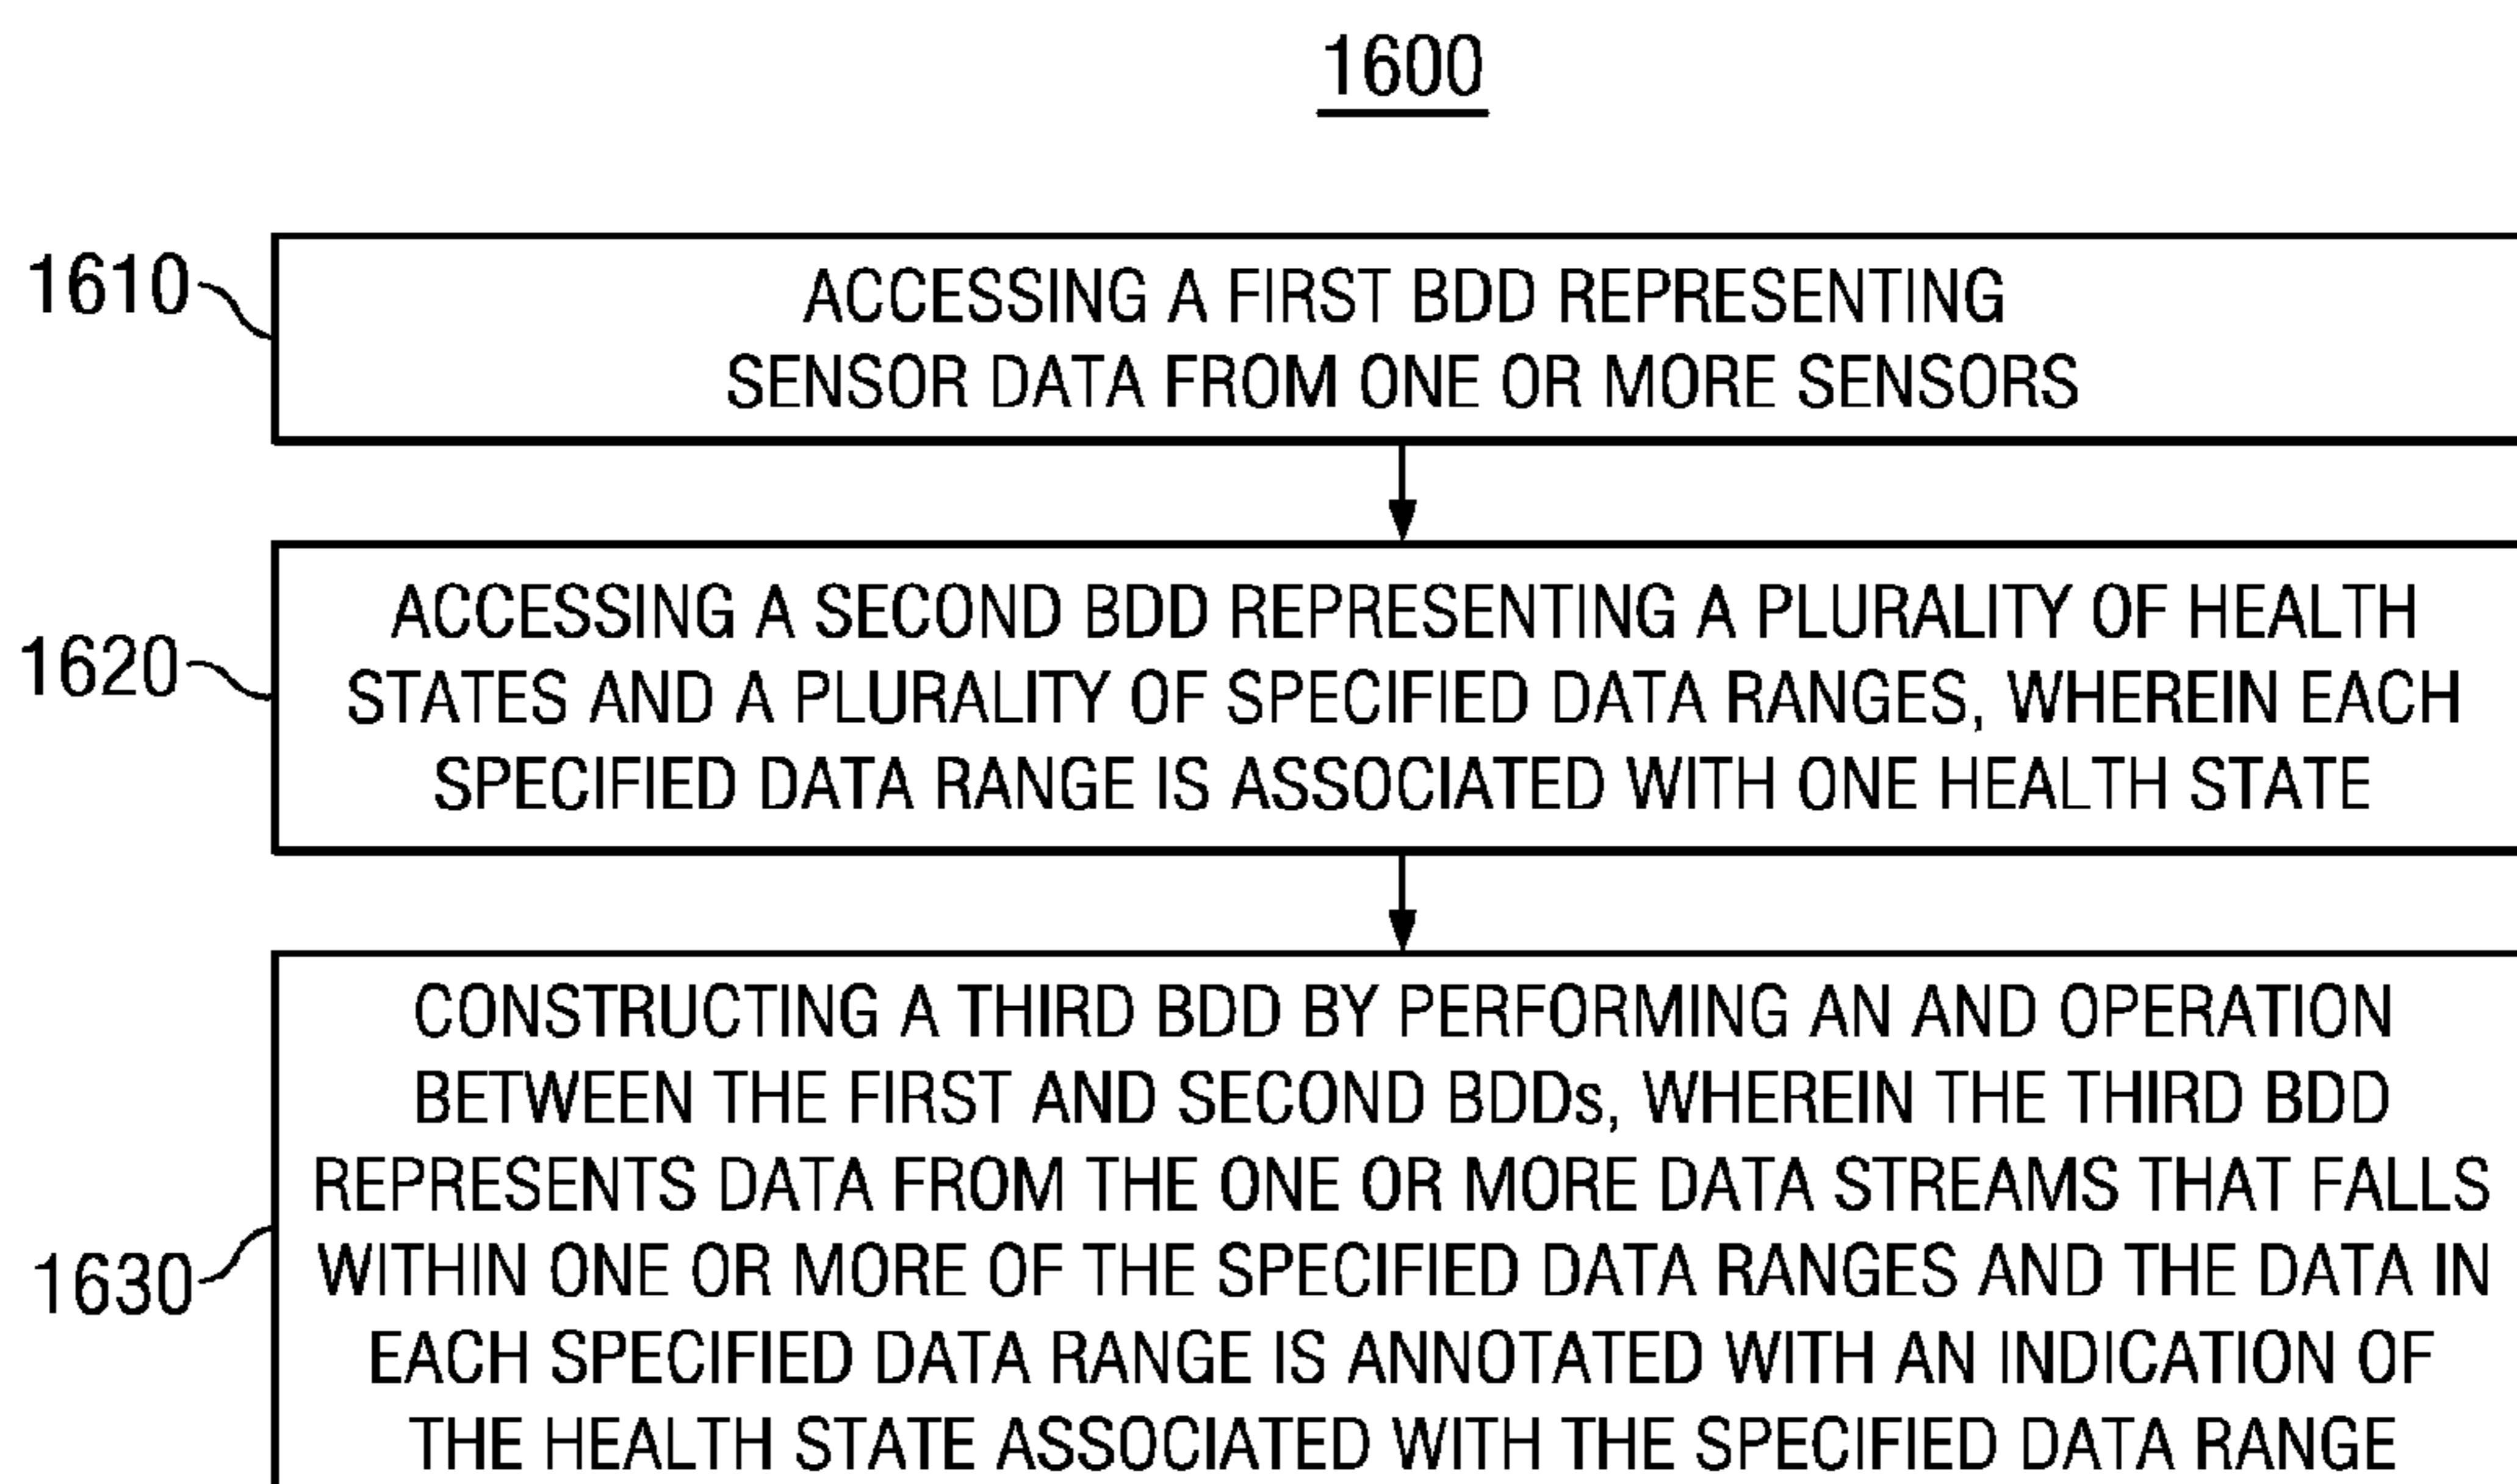 1600
1610
ACCESSING A FIRST BDD REPRESENTING
SENSOR DATA FROM ONE OR MORE SENSORS
1620
ACCESSING A SECOND BDD REPRESENTING A PLURALITY OF HEALTH
STATES AND A PLURALITY OF SPECIFIED DATA RANGES, WHEREIN EACH
SPECIFIED DATA RANGE IS ASSOCIATED WITH ONE HEALTH STATE
1630
CONSTRUCTING A THIRD BDD BY PERFORMING AN AND OPERATION
BETWEEN THE FIRST AND SECOND BDDs, WHEREIN THE THIRD BDD
REPRESENTS DATA FROM THE ONE OR MORE DATA STREAMS THAT FALLS
WITHIN ONE OR MORE OF THE SPECIFIED DATA RANGES AND THE DATA IN
EACH SPECIFIED DATA RANGE IS ANNOTATED WITH AN INDICATION OF
THE HEALTH STATE ASSOCIATED WITH THE SPECIFIED DATA RANGE